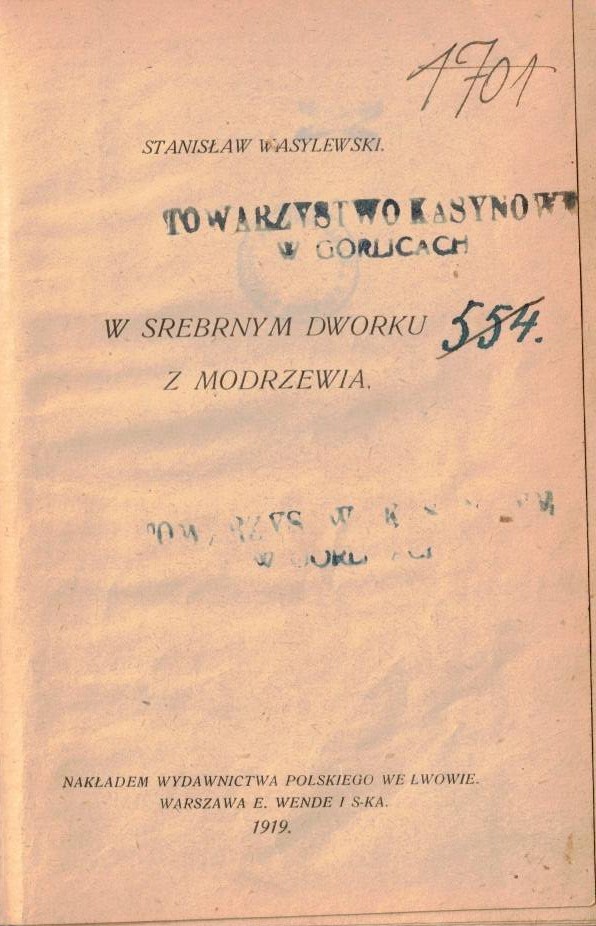 1701
STANISŁAW WASYLEWSKI.
TOWARZYSTWO KASYNOWE
W GORLICACH
W SREBRNYM DWORKU
554.
Z MODRZEWIA.
W
NAKŁADEM WYDAWNICTWA POLSKIEGO WE LWOWIE.
WARSZAWA E. WENDE I S-KA.
1919.